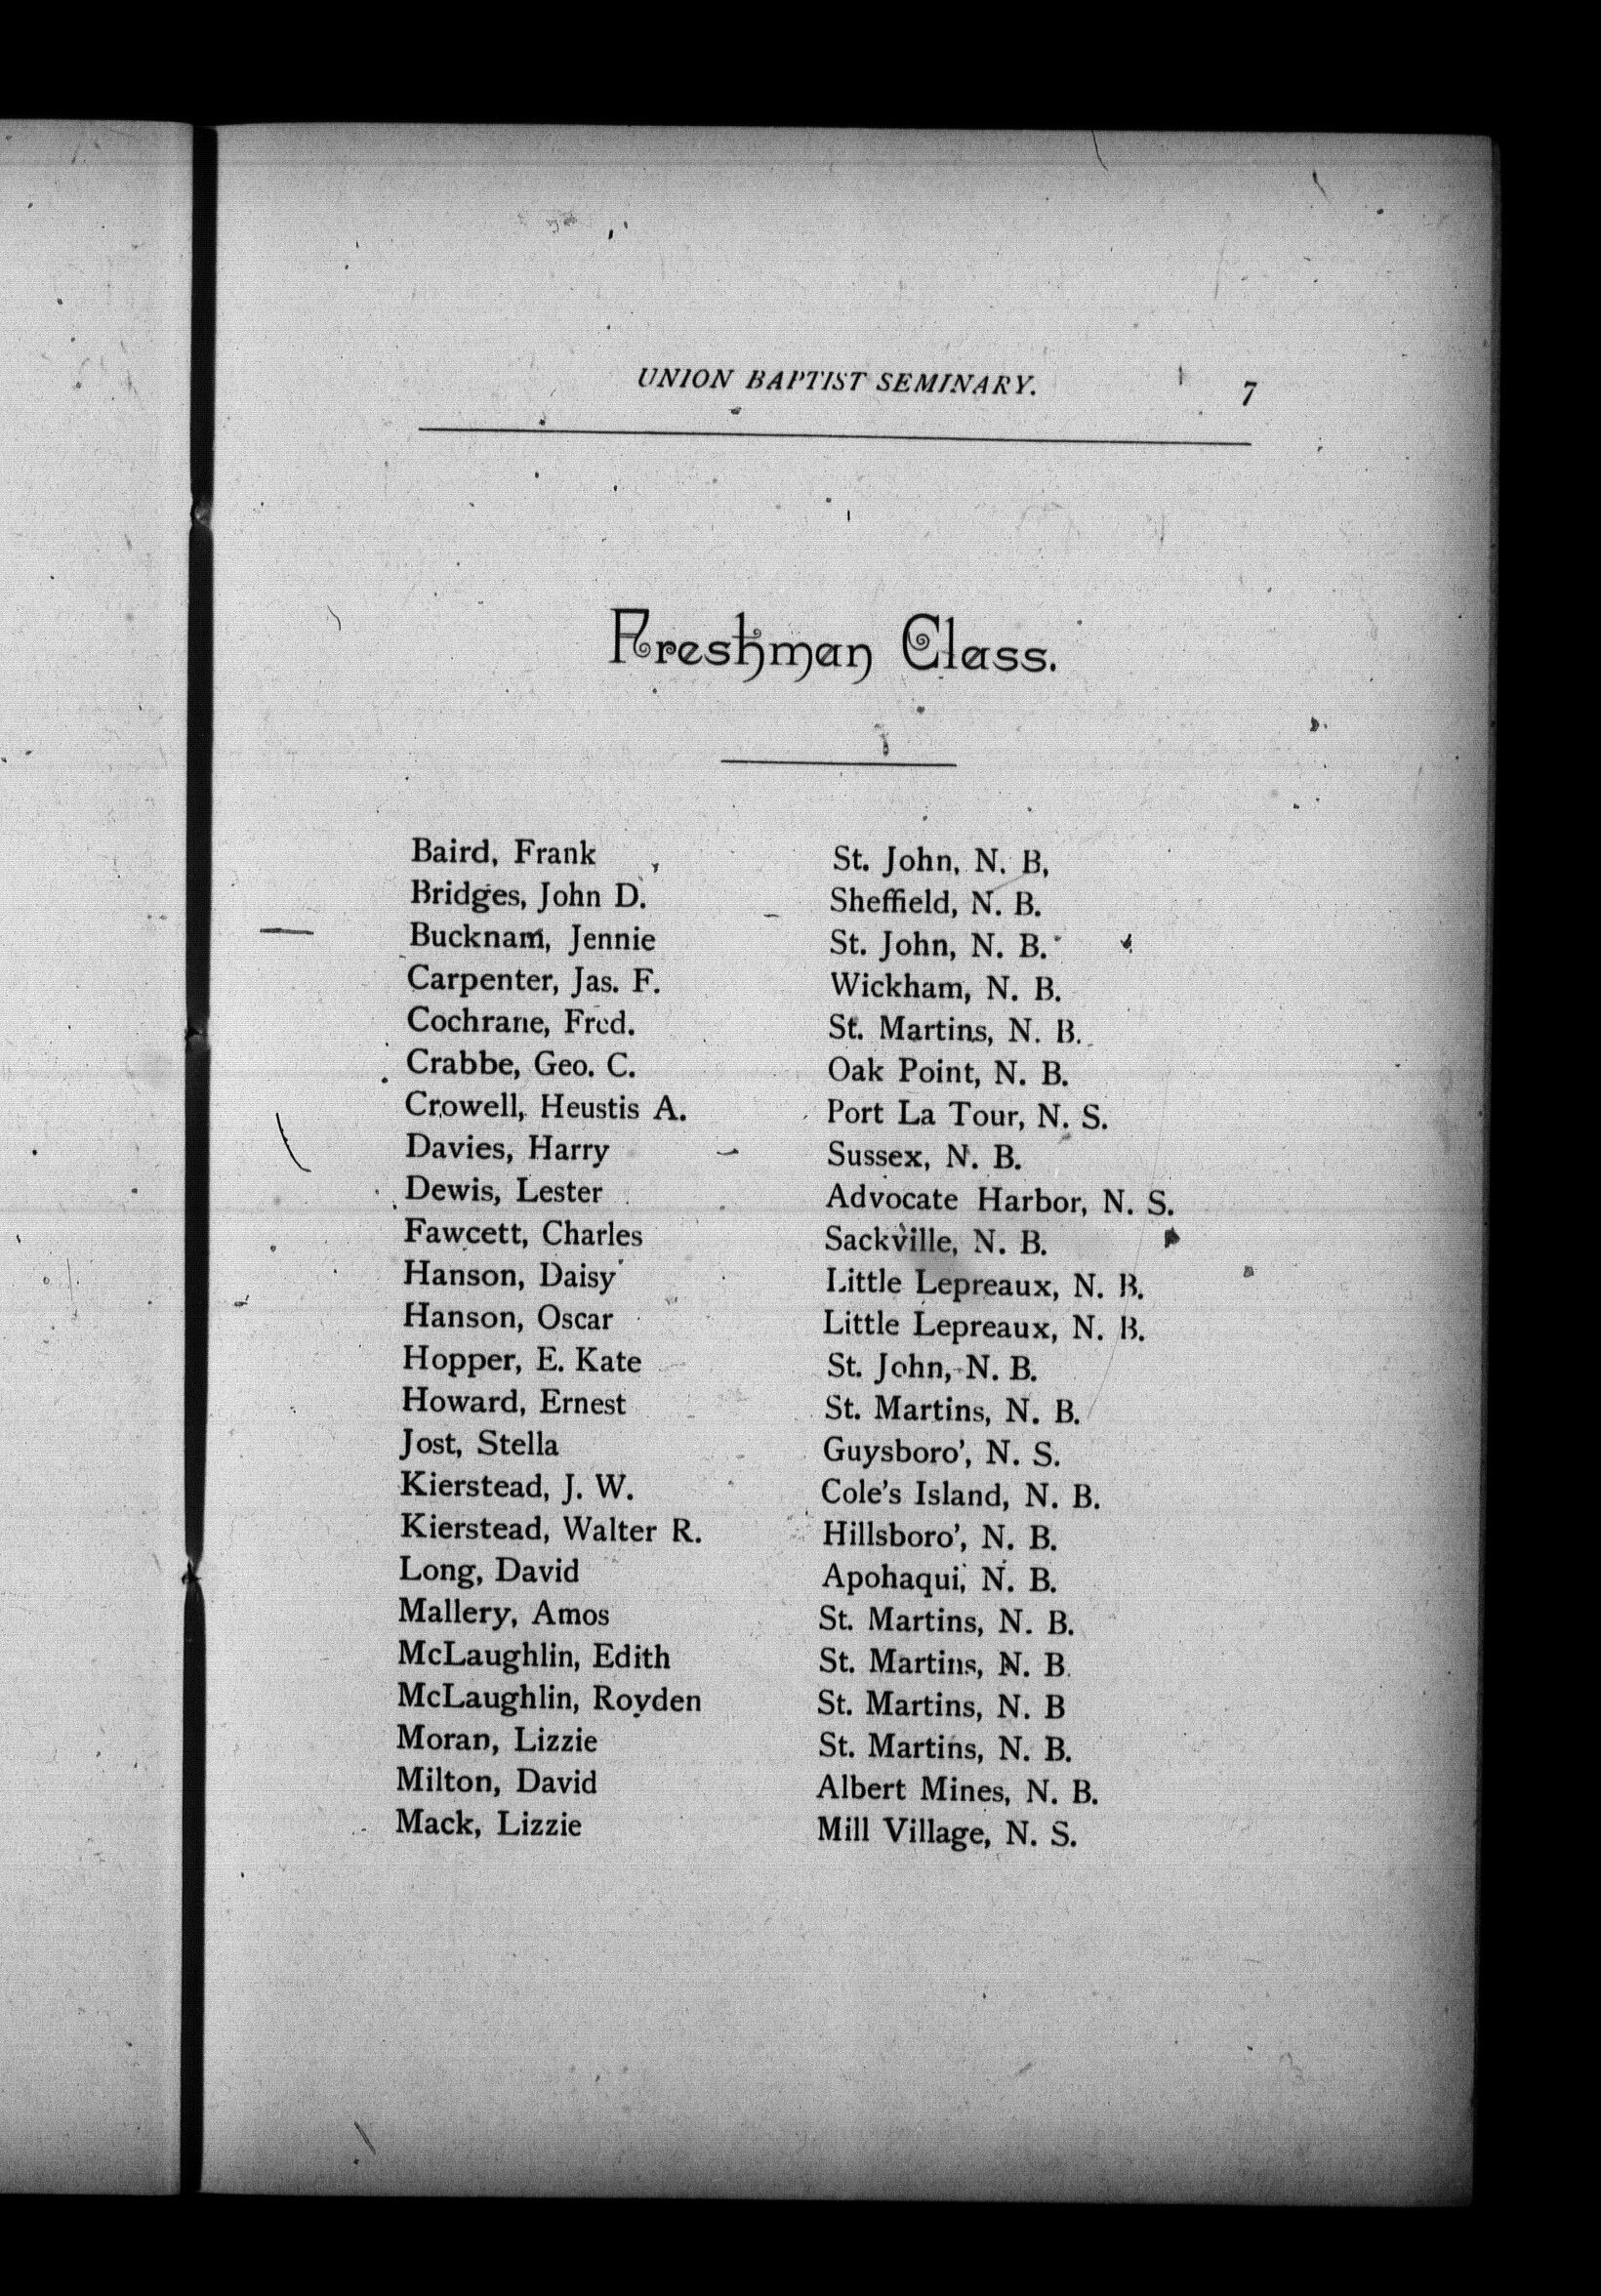 UNION BAPTIST SEMINARY. 7
Freshman Class.
Baird, Frank St. John, N. B,
Bridges, John D. Sheffield, N. B.
Bucknam, Jennie St. John, N. B.
Carpenter, Jas. F. Wickham, N. B.
Cochrane, Fred. St. Martins, N. B.
Crabbe, Geo. C. Oak Point, N. B.
Crowell, Heustis A. Port La Tour, N. S.
Davies, Harry Sussex, N. B.
Dewis, Lester Advocate Harbor, N. S.
Fawcett, Charles Sackville, N. B.
Hanson, Daisy Little Lepreaux, N. B.
Hanson, Oscar Little Lepreaux, N. B.
Hopper, E. Kate St. John, N. B.
Howard, Ernest St. Martins, N. B.
Jost, Stella Guysboro’, N. S.
Kierstead, J. W. Cole’s Island, N. B.
Kierstead, Walter R. Hillsboro’, N. B.
Long, David Apohaqui, N. B.
Mallery, Amos St. Martins, N. B.
McLaughlin, Edith St. Martins, N. B.
McLaughlin, Royden St. Martins, N. B
Moran, Lizzie St. Martins, N. B.
Milton, David Albert Mines, N. B.
Mack, Lizzie Mill Village, N. S.